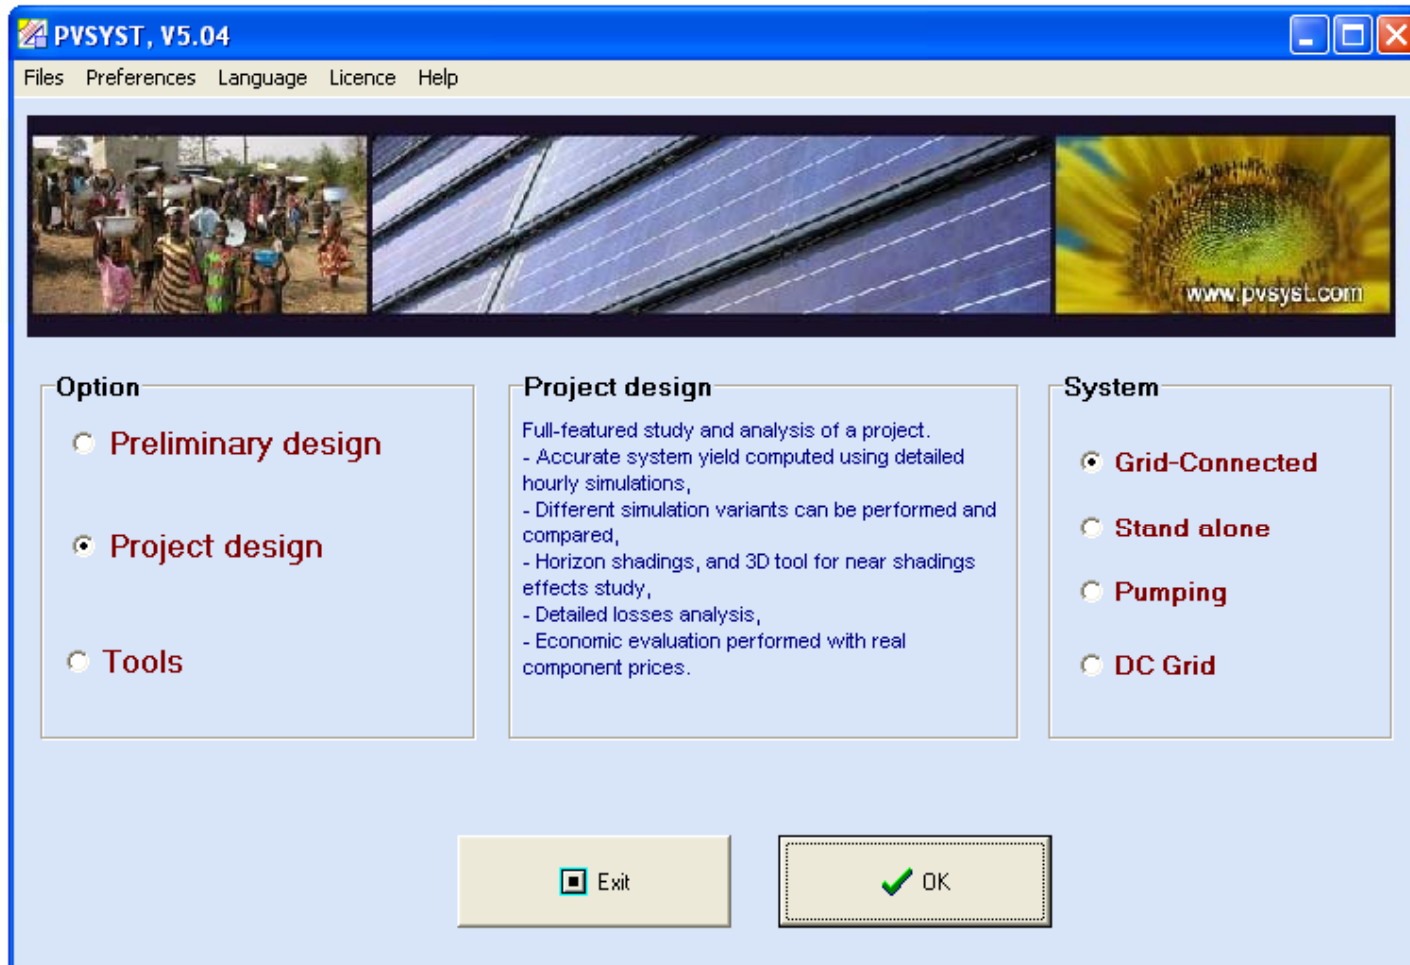 PVSYST, V5.04
Files Preferences Language Licence Help
www.pvsyst.com
Option
Preliminary design
Project design
Tools
Project design
Full-featured study and analysis of a project.
- Accurate system yield computed using detailed
hourly simulations,
- Different simulation variants can be performed and
compared,
- Horizon shadings, and 3D tool for near shadings
effects study,
- Detailed losses analysis,
- Economic evaluation performed with real
component prices.
System
Grid-Connected
Stand alone
Pumping
DC Grid
Exit
OK